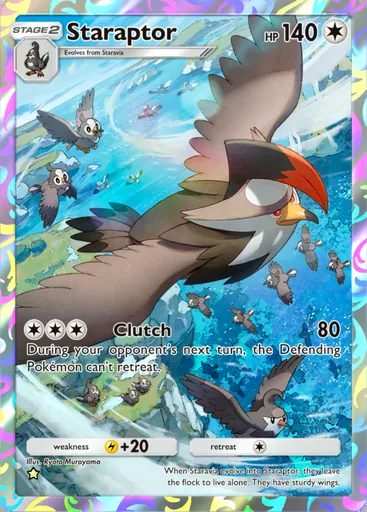 STAGE 2
Staraptor
HP 140
Evolves from Staravia
Clutch 80
During your opponent's next turn, the Defending
Pokémon can't retreat.
weakness +20
retreat
Illus. Ryota Murayama
When Staravia evolve into Staraptor, they leave
the flock to live alone. They have sturdy wings.